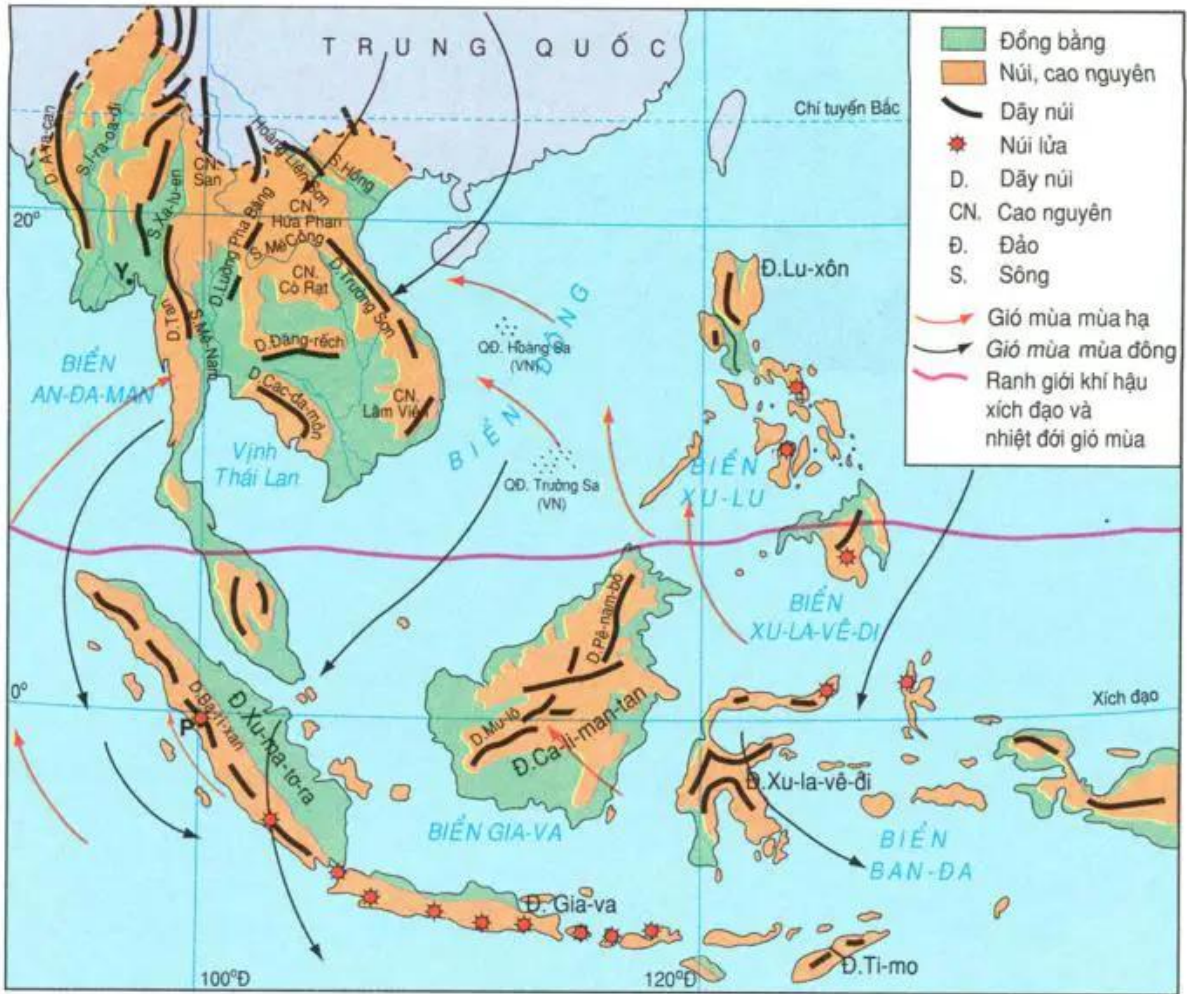 TRUNG QUỐC
Chí tuyến Bắc
D. A-ra-can
S. I-ra-oa-đi
S. Xa-lu-en
CN.
San
Hoàng Liên Sơn
S. Hồng
20°
D. Luông Pha Băng
CN.
Hủa Phan
S. Mê Công
CN.
Cò Rạt
D. Trường Sơn
Y.
D. Tan
S. Mê-Nam
D.Đăng-rếch
D. Cac-đa-môn
CN.
Lâm Viên
BIỂN
AN-ĐA-MAN
Vịnh
Thái Lan
BIỂN ĐÔNG
QĐ. Hoàng Sa
(VN)
QĐ. Trường Sa
(VN)
Đ.Lu-xôn
BIỂN
XU-LU
BIỂN
XU-LA-VÊ-DI
D.Pê-nam-bô
0°
Xích đạo
P
Đ.Xu-ma-tơ-ra
D.Mu-lô
Đ.Ca-li-man-tan
Đ.Xu-la-vê-đi
BIỂN GIA-VA
BIỂN
BAN-ĐA
Đ. Gia-va
Đ.Ti-mo
100°Đ
120°Đ
Đồng bằng
Núi, cao nguyên
Dãy núi
Núi lửa
D. Dãy núi
CN. Cao nguyên
Đ. Đảo
S. Sông
Gió mùa mùa hạ
Gió mùa mùa đông
Ranh giới khí hậu
xích đạo và
nhiệt đới gió mùa